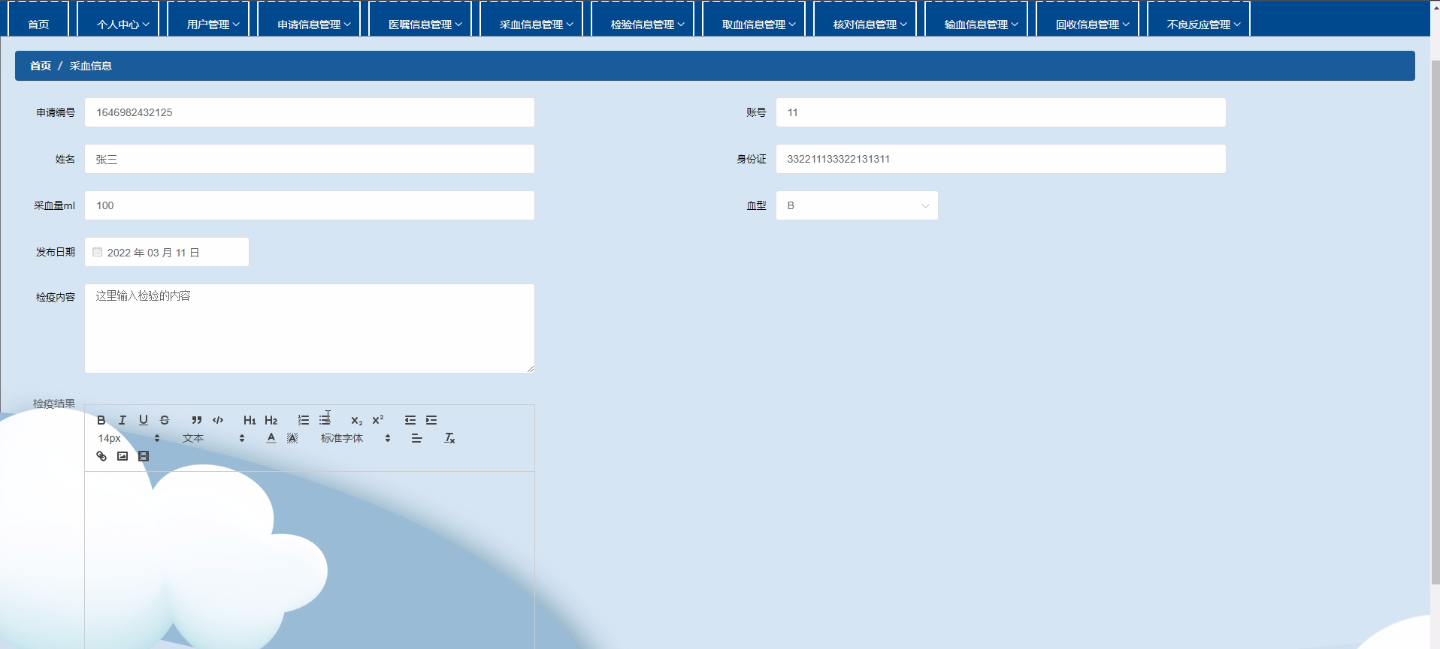 首页 个人中心 用户管理 申请信息管理 医嘱信息管理 采血信息管理 检验信息管理 取血信息管理 核对信息管理 输血信息管理 回收信息管理 不良反应管理
首页 / 采血信息
申请编号 1646982432125 账号 11
姓名 张三 身份证 332211133322131311
采血量ml 100 血型 B
发布日期 2022 年 03 月 11 日
检疫内容 这里输入检验的内容
检疫结果
B I U S H1 H2 X2 X2
14px 文本 A A 标准字体 Tx